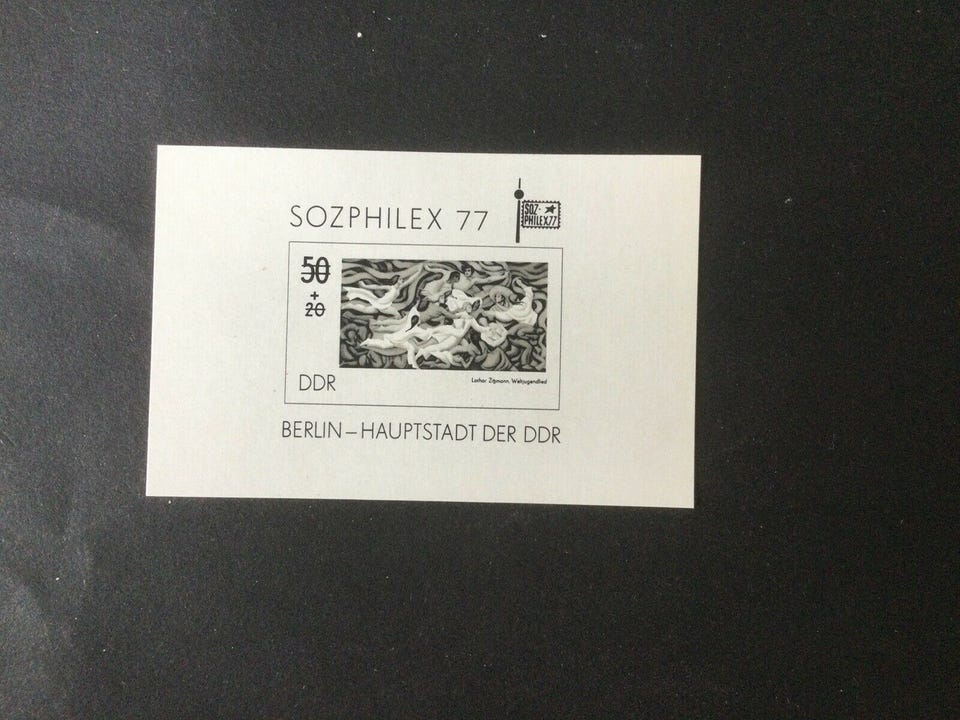 SOZPHILEX 77
SOZ-
PHILEX77
50
+
20
DDR
Lothar Zitzmann, Weltjugendlied
BERLIN – HAUPTSTADT DER DDR